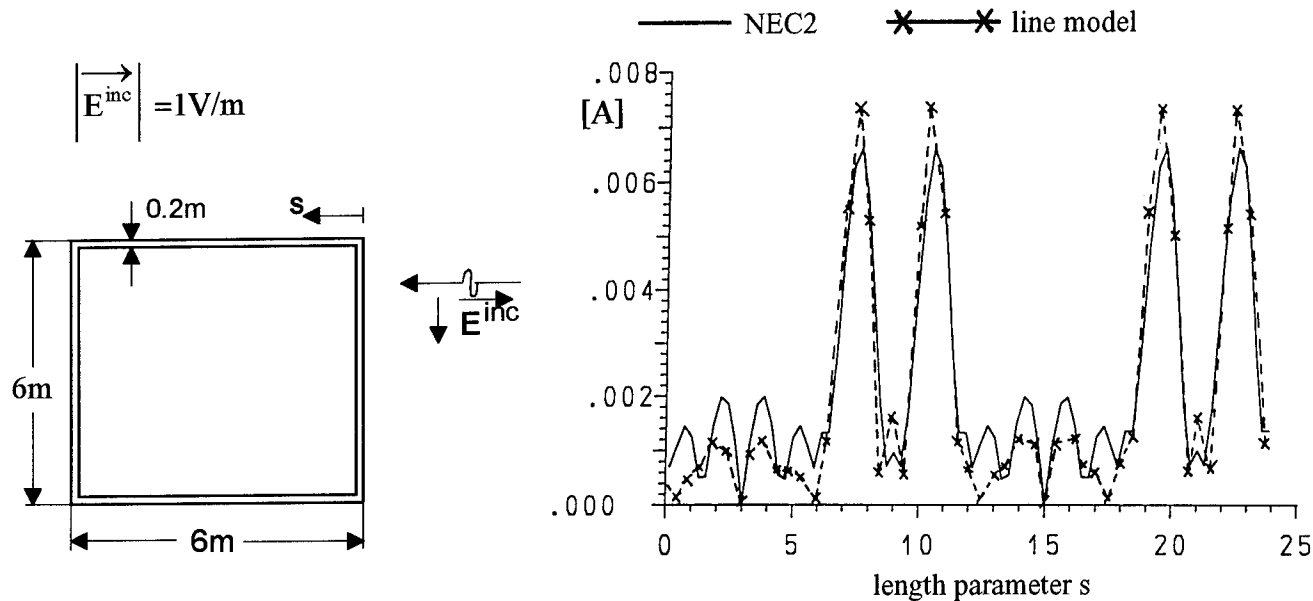 NEC2
line model
E inc =1V/m
0.2m
s
E inc
6m
6m
[A]
.008
.006
.004
.002
.000
0 5 10 15 20 25
length parameter s